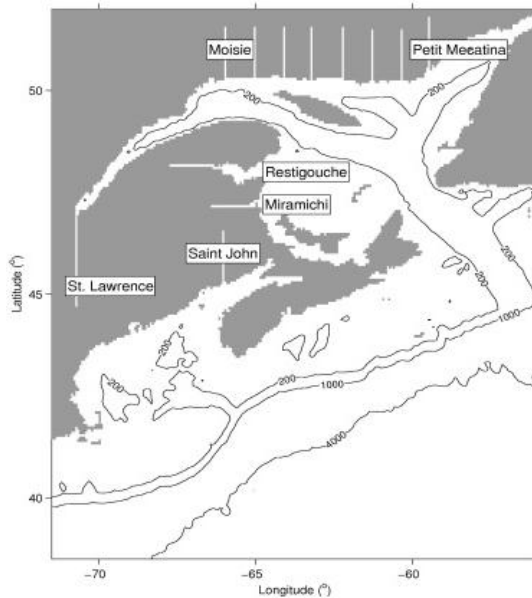 Moisie
Petit Mecatina
50
200
200
Restigouche
Miramichi
Saint John
St. Lawrence
Latitude (°)
45
200
1000
200
200
200
1000
4000
40
-70
-65
-60
Longitude (°)